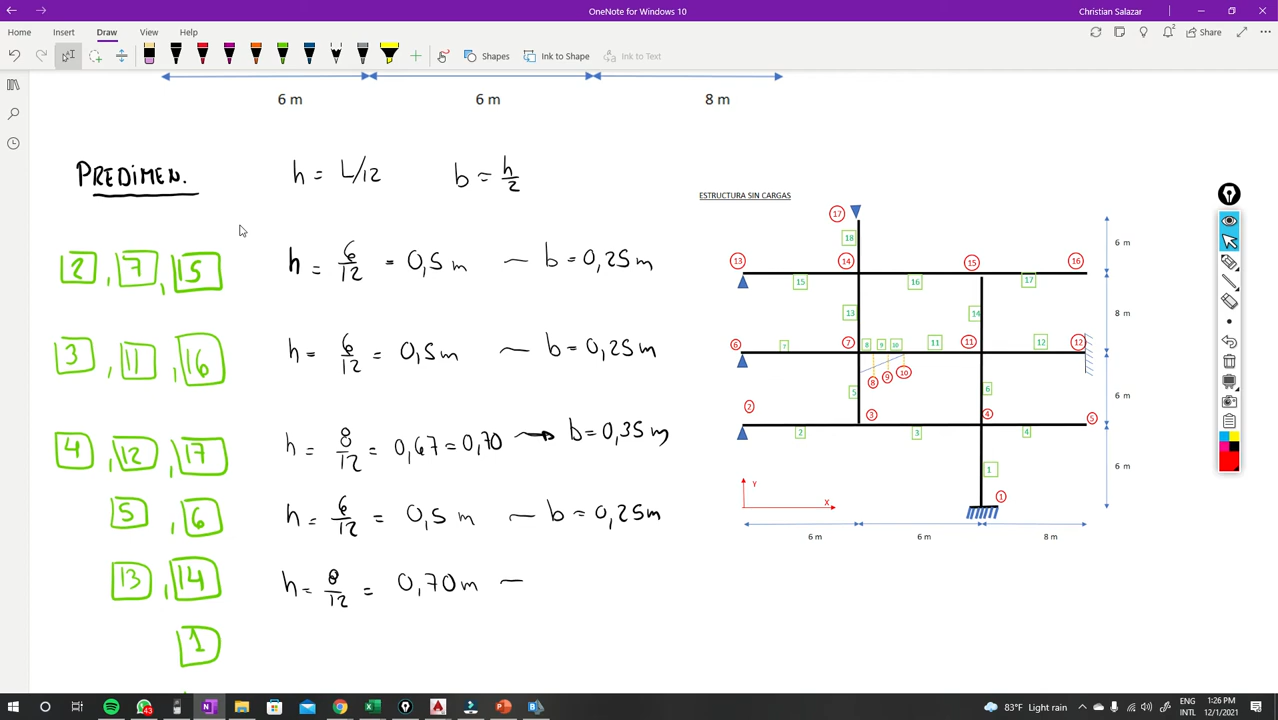 OneNote for Windows 10
Christian Salazar
Home Insert Draw View Help
Shapes Ink to Shape Ink to Text Share
6 m 6 m 8 m
PREDIMEN. h = L/12 b = h/2
2, 7, 15 h = 6/12 = 0,5 m — b = 0,25 m
3, 11, 16 h = 6/12 = 0,5 m — b = 0,25 m
4, 12, 17 h = 8/12 = 0,67 = 0,70 → b = 0,35 m
5, 6 h = 6/12 = 0,5 m — b = 0,25 m
13, 14 h = 8/12 = 0,70 m —
1
ESTRUCTURA SIN CARGAS
17
18 6 m
13 14 15 16
15 16 17
13 14 8 m
6 7 7 8 9 10 11 11 12 12
8 9 10
5 6 6 m
2 3 4 5
2 3 4
1 6 m
Y
X 1
6 m 6 m 8 m
43
83°F Light rain
ENG
INTL
1:26 PM
12/1/2021
2